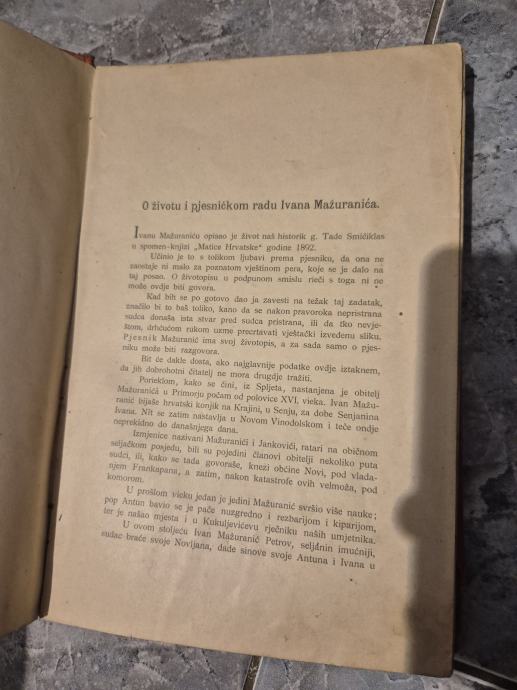 O životu i pjesničkom radu Ivana Mažuranića.
Ivanu Mažuraniću opisao je život naš historik g. Tade Smičiklas
u spomen-knjizi „Matice Hrvatske“ godine 1892.
Učinio je to s tolikom ljubavi prema pjesniku, da ona ne
zaostaje ni malo za poznatom vještinom pera, koje se je dalo na
taj posao. O životopisu u podpunom smislu rieči s toga ni ne
može ovdje biti govora.
Kad bih se po gotovo dao ja zavesti na težak taj zadatak,
značilo bi to baš toliko, kano da se nakon pravoroka nepristrana
sudca donaša ista stvar pred sudca pristrana, ili da tko nevje-
štom, drhćućom rukom uzme precrtavati vještački izvedenu sliku.
Pjesnik Mažuranić ima svoj životopis, a za sada samo o pjes-
niku može biti razgovora.
Bit će dakle dosta, ako najglavnije podatke ovdje iztaknem,
da jih dobrohotni čitatelj ne mora drugdje tražiti.
Porieklom, kako se čini, iz Spljeta, nastanjena je obitelj
Mažuranićâ u Primorju počam od polovice XVI. vieka. Ivan Mažu-
ranić bijaše hrvatski konjik na Krajini, u Senju, za dobe Senjanina
Ivana. Nit se zatim nastavlja u Novom Vinodolskom i teče ondje
neprekidno do današnjega dana.
Izmjenice nazivani Mažuranići i Jankovići, ratari na običnom
seljačkom posjedu, bili su pojedini članovi obitelji nekoliko puta
sudci, ili, kako se tada govoraše, knezi obćine Novi, pod vlada-
njem Frankapana, a zatim, nakon katastrofe ovih velmoža, pod
komorom.
U prošlom vieku jedan je jedini Mažuranić svršio više nauke;
pop Antun bavio se je pače nuzgredno i rezbarijom i kiparijom,
ter je našao mjesta i u Kukuljevićevu rječniku naših umjetnika.
U ovom stoljeću Ivan Mažuranić Petrov, seljanin imućniji,
sudac braće svoje Novljana, dade sinove svoje Antuna i Ivana u